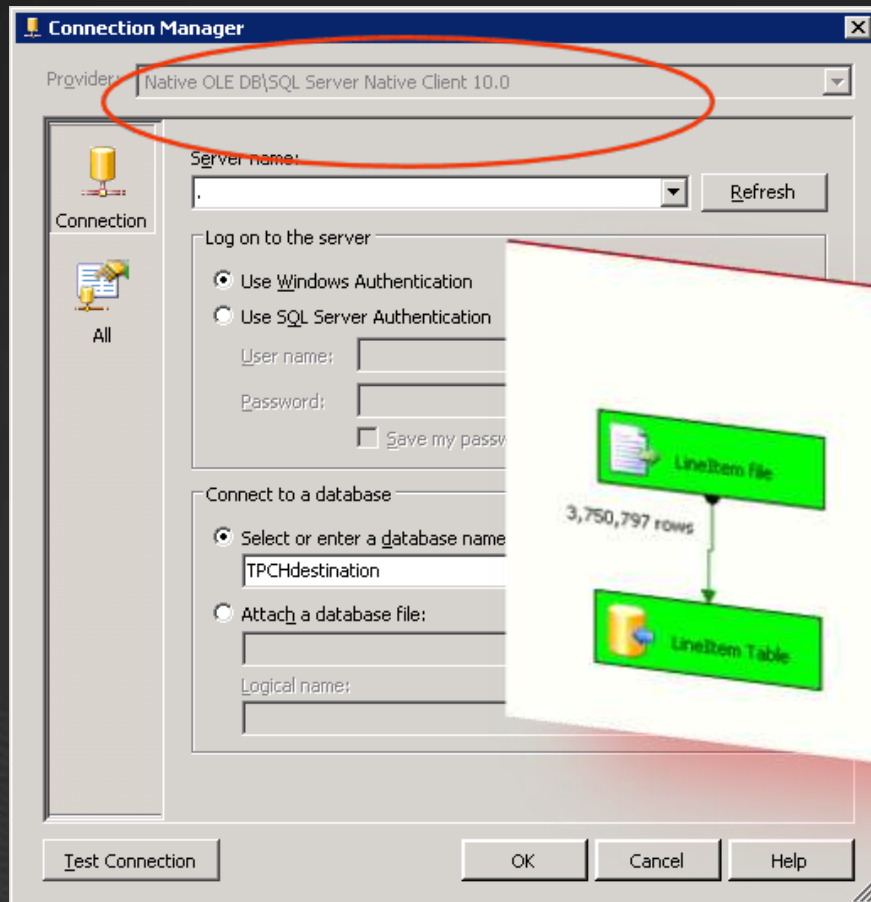 Connection Manager
Provider: Native OLE DB\SQL Server Native Client 10.0
Connection
All
Server name:
.
Refresh
Log on to the server
Use Windows Authentication
Use SQL Server Authentication
User name:
Password:
Save my passw
Connect to a database
Select or enter a database name
TPCHdestination
Attach a database file:
Logical name:
LineItem file
3,750,797 rows
LineItem Table
Test Connection
OK
Cancel
Help